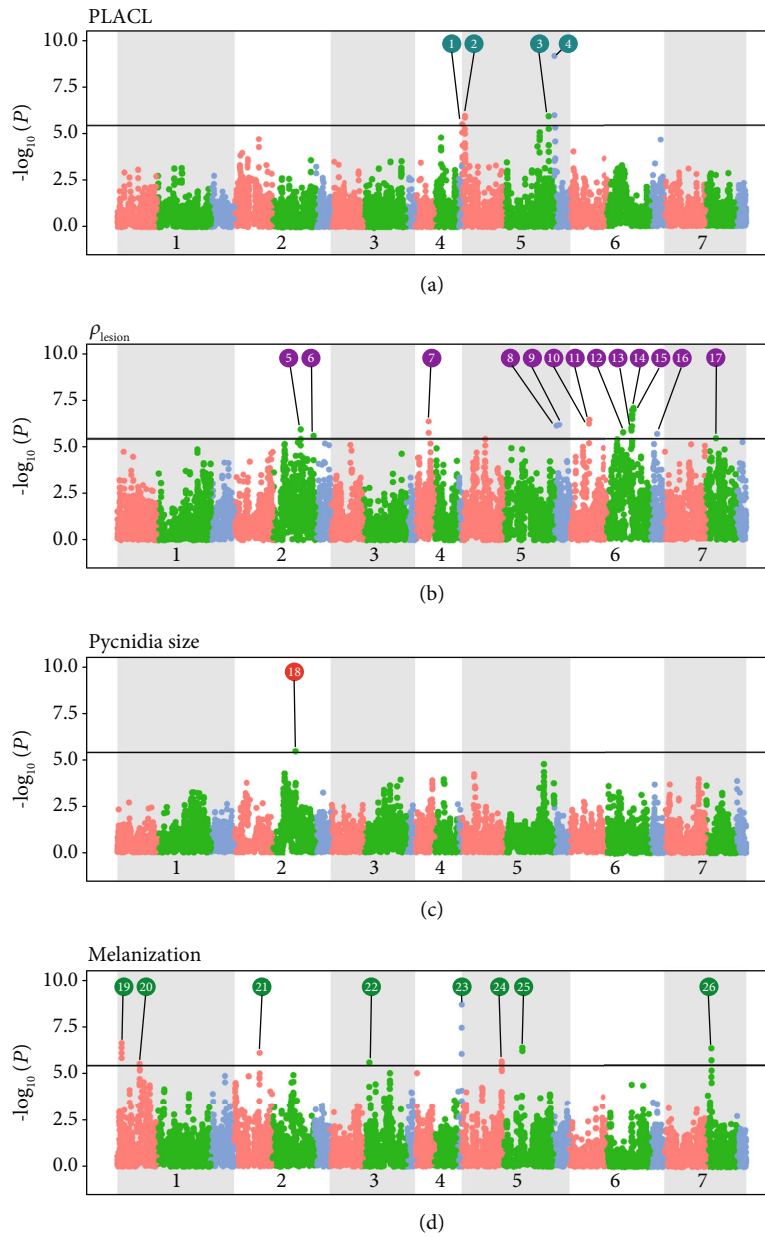 PLACL
1 2 3 4
10.0
7.5
5.0
2.5
0.0
-log10 (P)
1 2 3 4 5 6 7
(a)
ρlesion
5 6 7 8 9 10 11 12 13 14 15 16 17
10.0
7.5
5.0
2.5
0.0
-log10 (P)
1 2 3 4 5 6 7
(b)
Pycnidia size
18
10.0
7.5
5.0
2.5
0.0
-log10 (P)
1 2 3 4 5 6 7
(c)
Melanization
19 20 21 22 23 24 25 26
10.0
7.5
5.0
2.5
0.0
-log10 (P)
1 2 3 4 5 6 7
(d)